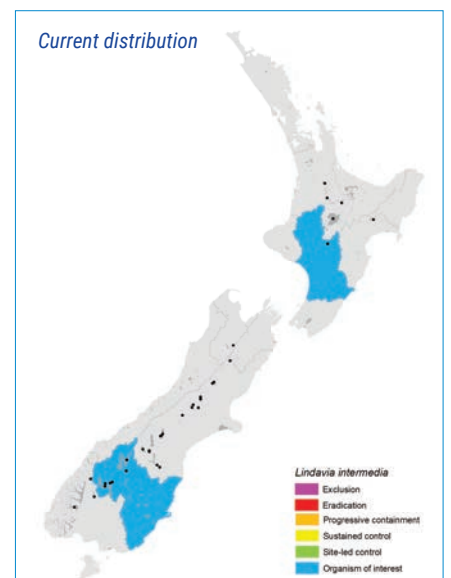 Current distribution
Lindavia intermedia
Exclusion
Eradication
Progressive containment
Sustained control
Site-led control
Organism of interest